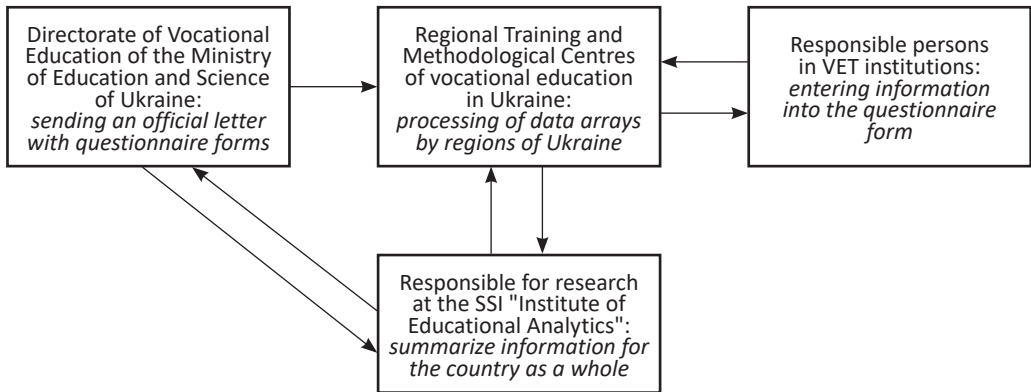 Directorate of Vocational
Education of the Ministry
of Education and Science
of Ukraine:
sending an official letter
with questionnaire forms
Regional Training and
Methodological Centres
of vocational education
in Ukraine:
processing of data arrays
by regions of Ukraine
Responsible persons
in VET institutions:
entering information
into the questionnaire
form
Responsible for research
at the SSI "Institute of
Educational Analytics":
summarize information for
the country as a whole